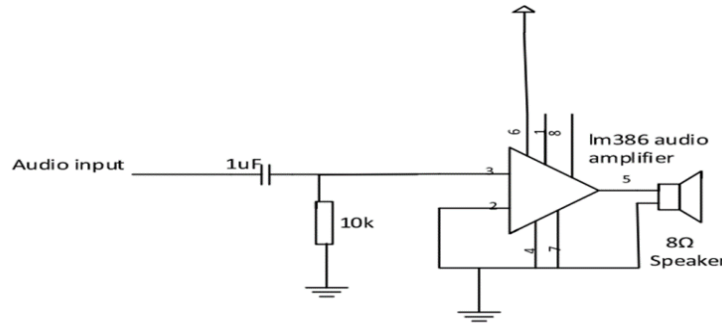 6
1
8
lm386 audio
amplifier
Audio input
1uF
3
5
2
10k
4
7
8Ω
Speaker